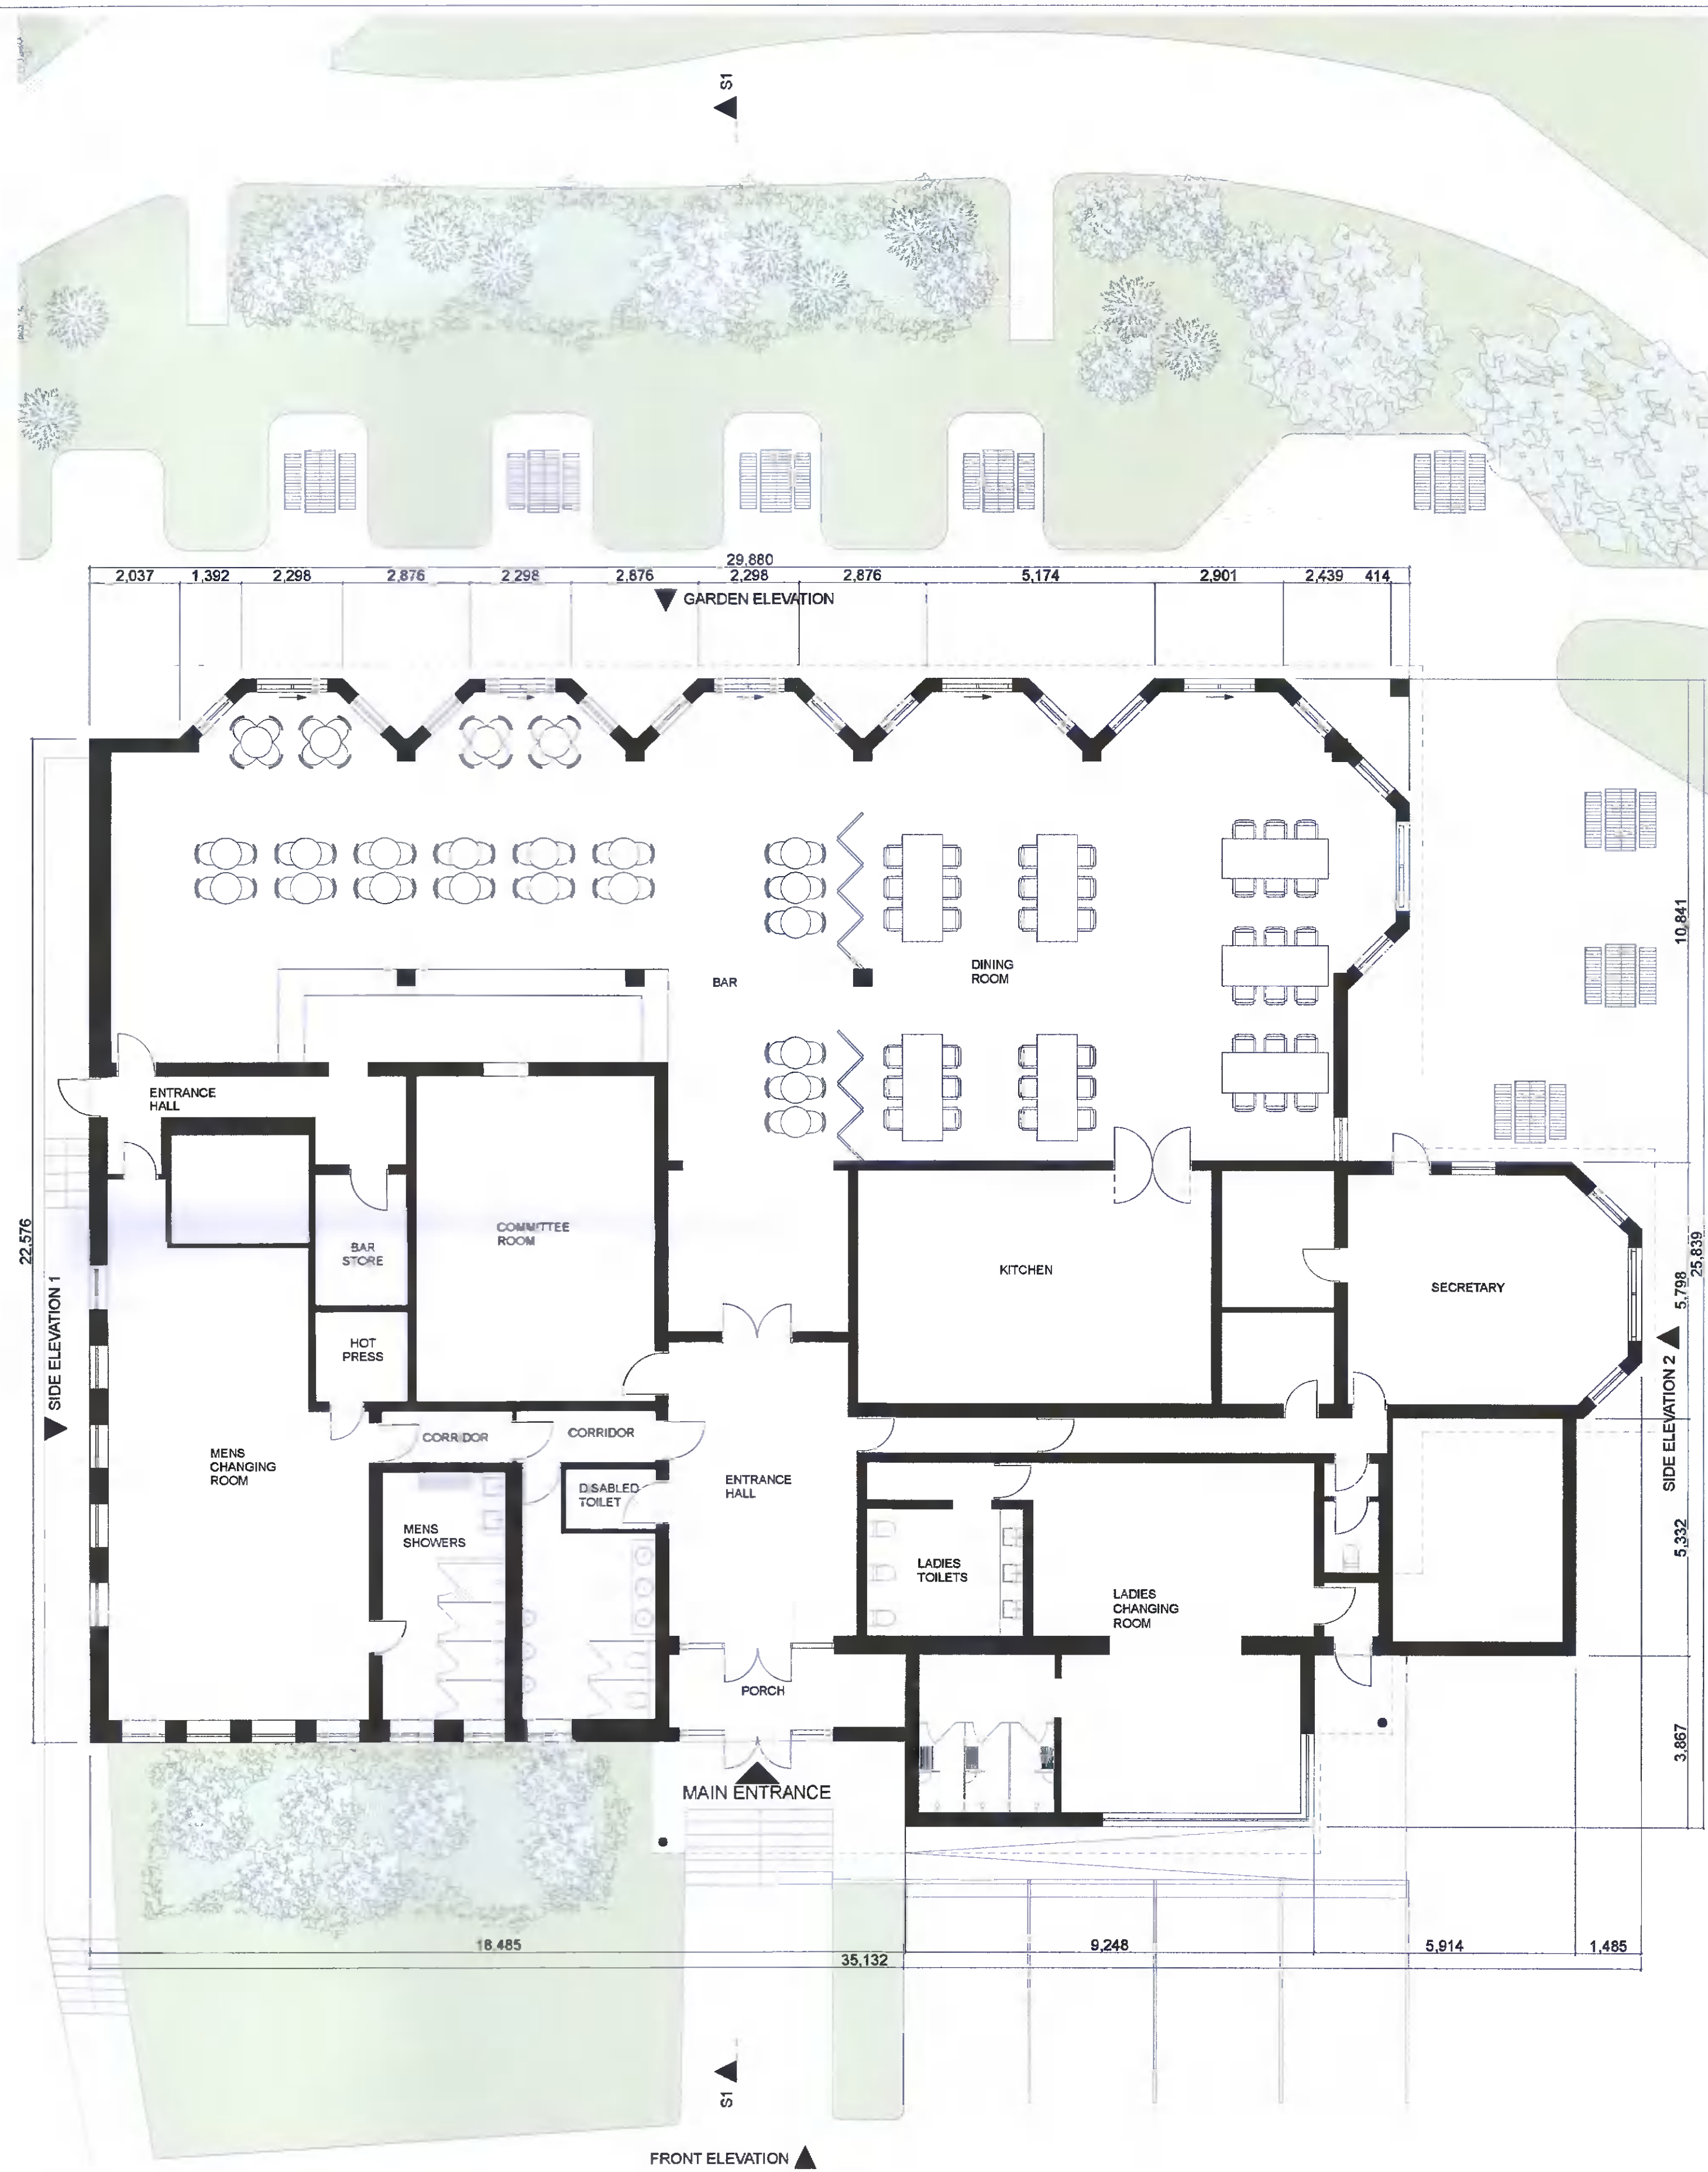 S1
29,880
2,037 1,392 2,298 2,876 2,298 2,876 2,298 2,876 5,174 2,901 2,439 414
GARDEN ELEVATION
10,841
BAR
DINING
ROOM
ENTRANCE
HALL
22,576
SIDE ELEVATION 1
COMMITTEE
ROOM
BAR
STORE
KITCHEN
SECRETARY
25,839
5,798
HOT
PRESS
SIDE ELEVATION 2
CORRIDOR
CORRIDOR
MENS
CHANGING
ROOM
ENTRANCE
HALL
DISABLED
TOILET
MENS
SHOWERS
5,332
LADIES
TOILETS
LADIES
CHANGING
ROOM
PORCH
3,867
MAIN ENTRANCE
18,485
9,248
5,914
1,485
35,132
S1
FRONT ELEVATION